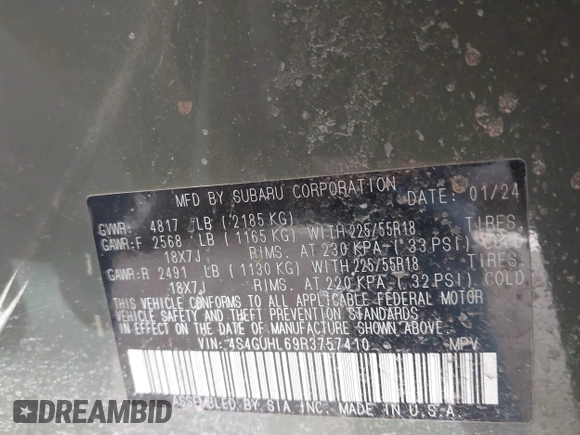 MFD BY SUBARU CORPORATION DATE: 01/24
GVWR: 4817 LB (2185 KG)
GAWR:F 2568 LB (1165 KG) WITH 225/55R18 TIRES,
18X7J RIMS, AT 230 KPA-(33 PSI) COLD
GAWR:R 2491 LB (1130 KG) WITH 225/55R18 TIRES,
18X7J RIMS, AT 220 KPA-(32 PSI) COLD
THIS VEHICLE CONFORMS TO ALL APPLICABLE FEDERAL MOTOR
VEHICLE SAFETY AND THEFT PREVENTION STANDARDS IN
EFFECT ON THE DATE OF MANUFACTURE SHOWN ABOVE.
VIN: 4S4GUHL69R3757410 MPV
ASSEMBLED BY SIA INC. MADE IN U.S.A.
DREAMBID